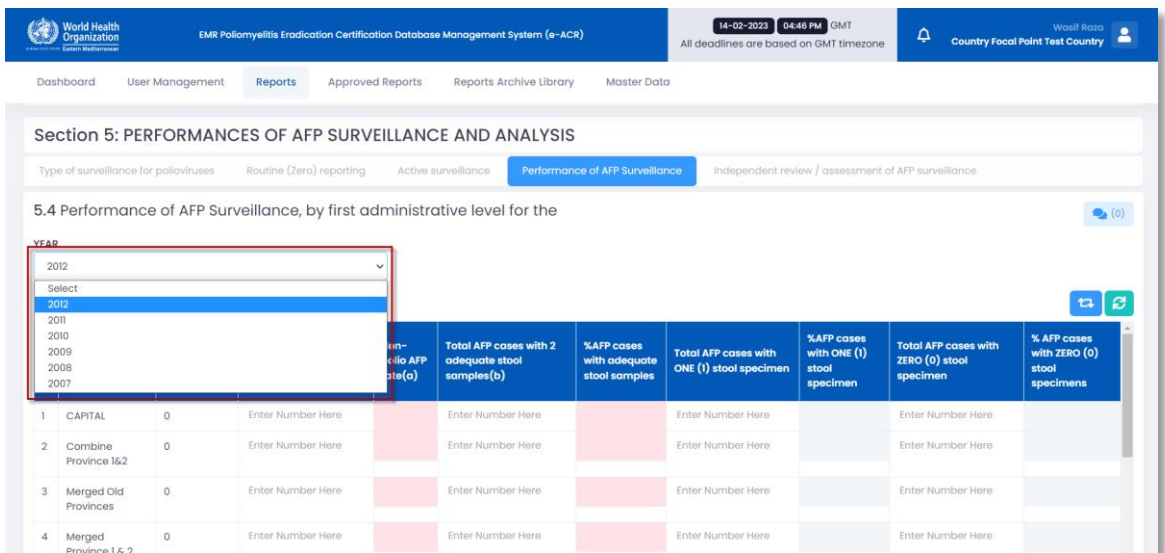 World Health
Organization
Eastern Mediterranean
EMR Poliomyelitis Eradication Certification Database Management System (e-ACR)
14-02-2023 04:46 PM GMT
All deadlines are based on GMT timezone
Wasif Raza
Country Focal Point Test Country
Dashboard User Management Reports Approved Reports Reports Archive Library Master Data
Section 5: PERFORMANCES OF AFP SURVEILLANCE AND ANALYSIS
Type of surveillance for polioviruses Routine (Zero) reporting Active surveillance Performance of AFP Surveillance Independent review / assessment of AFP surveillance
5.4 Performance of AFP Surveillance, by first administrative level for the
(0)
YEAR
2012
Select
2012
2011
2010
2009
2008
2007
Total AFP cases with 2
adequate stool
samples(b)
%AFP cases
with adequate
stool samples
Total AFP cases with
ONE (1) stool specimen
%AFP cases
with ONE (1)
stool
specimen
Total AFP cases with
ZERO (0) stool
specimen
% AFP cases
with ZERO (0)
stool
specimens
1 CAPITAL 0 Enter Number Here Enter Number Here Enter Number Here Enter Number Here
2 Combine 0 Enter Number Here Enter Number Here Enter Number Here Enter Number Here
Province 1&2
3 Merged Old 0 Enter Number Here Enter Number Here Enter Number Here Enter Number Here
Provinces
4 Merged 0 Enter Number Here Enter Number Here Enter Number Here Enter Number Here
Province 1 & 2